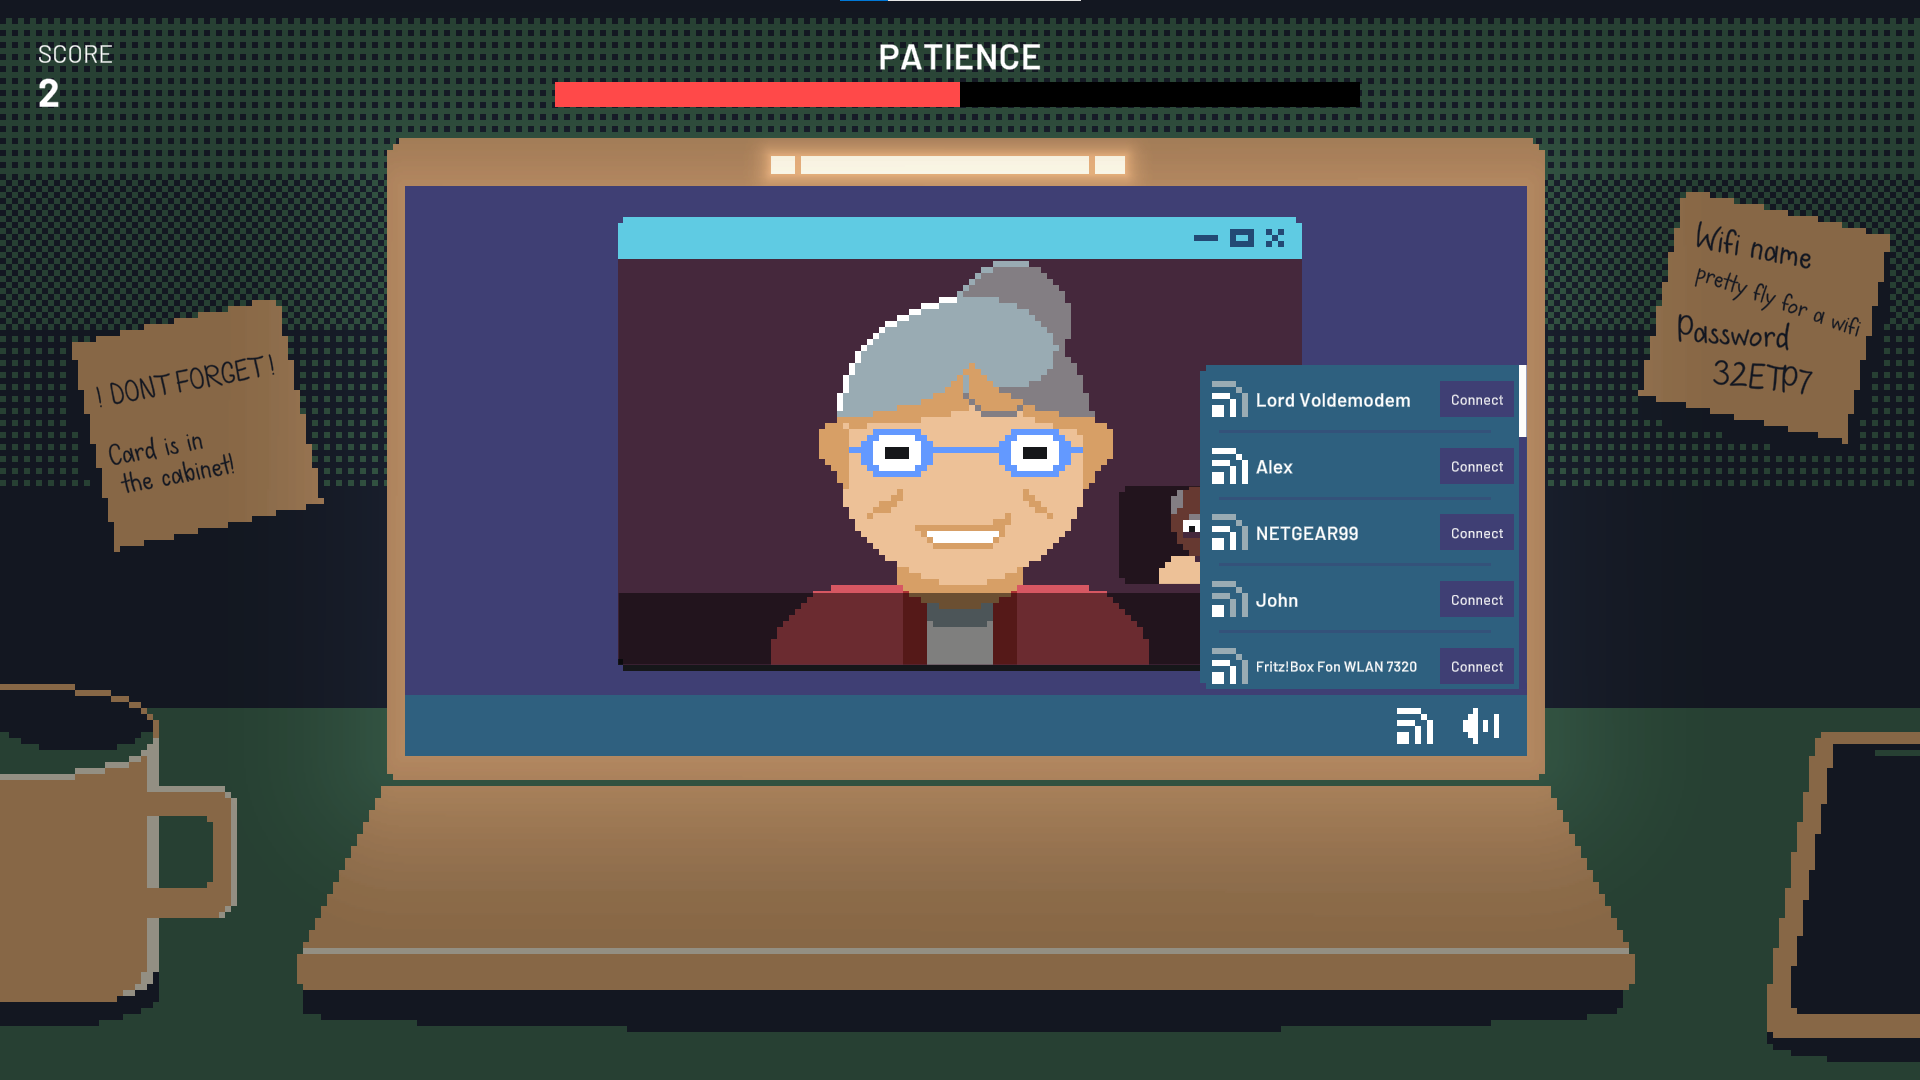 SCORE
2
PATIENCE
! DONT FORGET !
Card is in
the cabinet!
Wifi name
pretty fly for a wifi
Password
32ETP7
Lord Voldemodem Connect
Alex Connect
NETGEAR99 Connect
John Connect
Fritz!Box Fon WLAN 7320 Connect